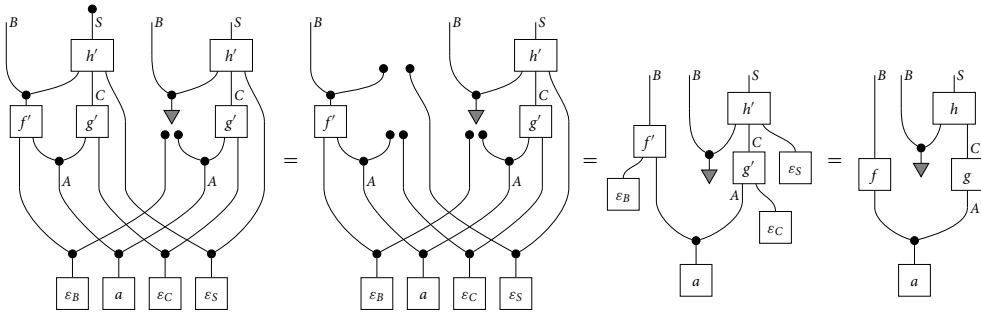 B S B S B B S
h′ h′ h′
C C
f′ g′ g′ f′ g′
A A A A
ε_B a ε_C ε_S ε_B a ε_C ε_S
=
=
B B S
h′
C
f′ g′ ε_S
ε_B A ε_C
a
=
B B S
h
C
f g
A
a